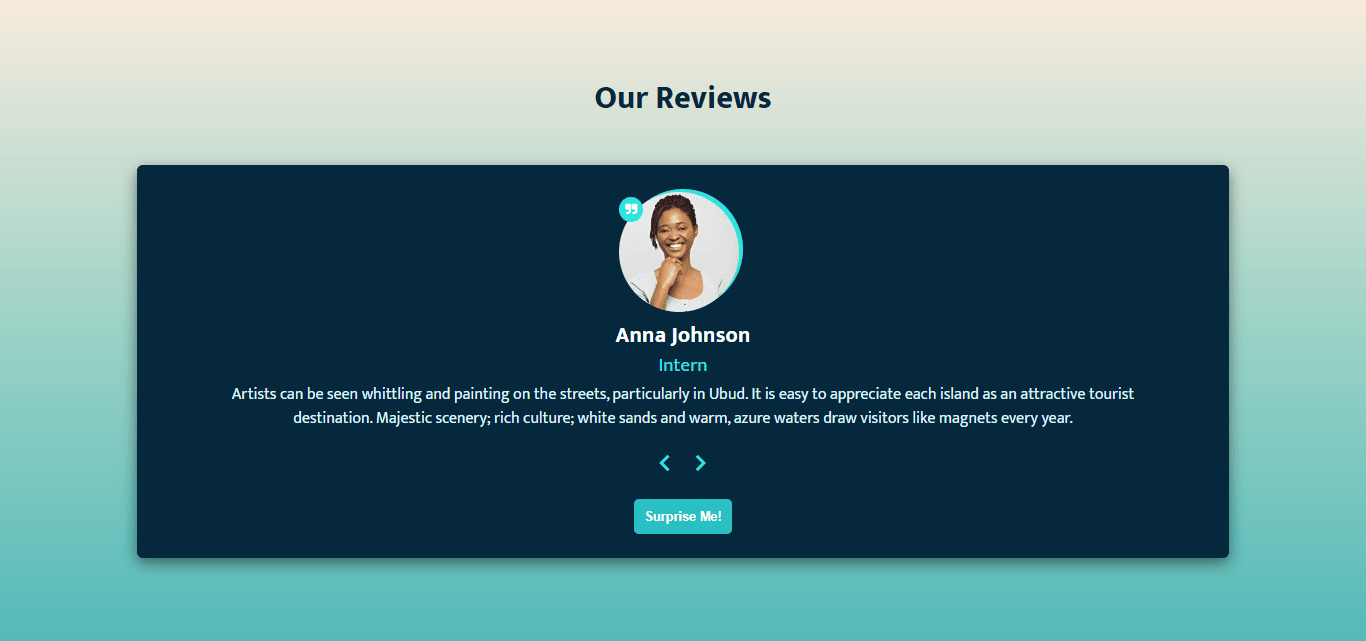 Our Reviews
Anna Johnson
Intern
Artists can be seen whittling and painting on the streets, particularly in Ubud. It is easy to appreciate each island as an attractive tourist
destination. Majestic scenery; rich culture; white sands and warm, azure waters draw visitors like magnets every year.
Surprise Me!